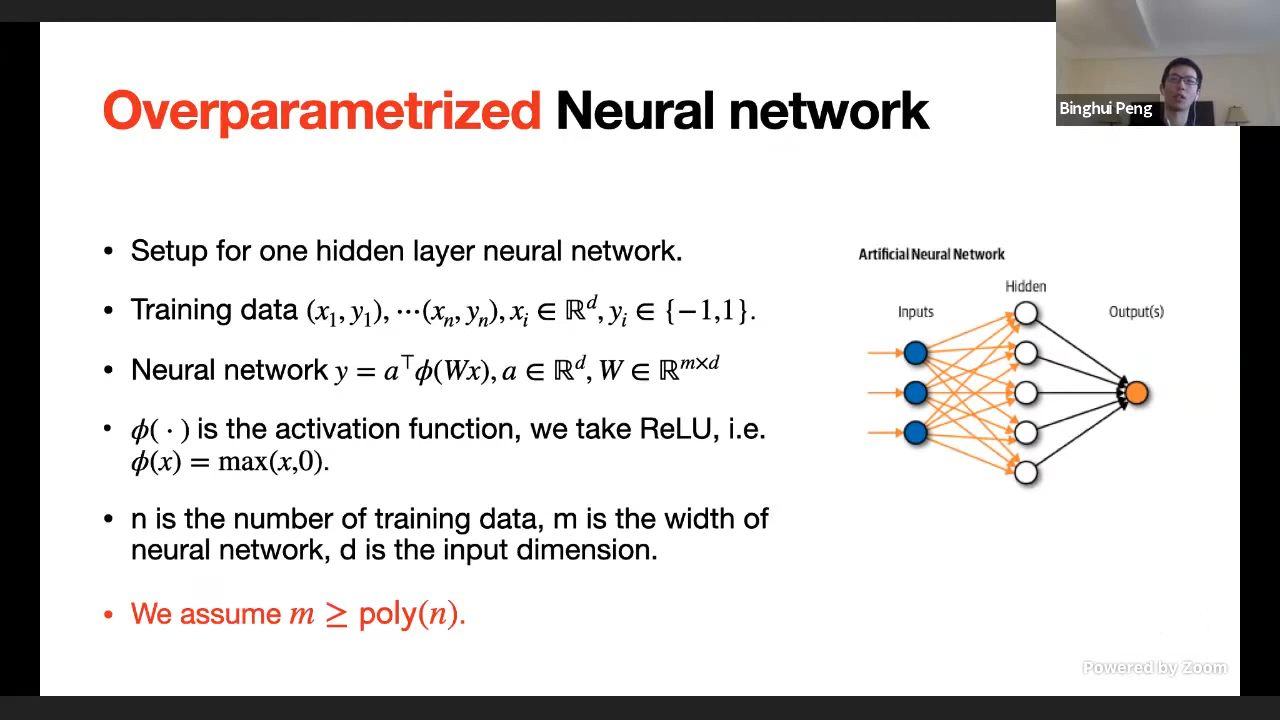 Overparametrized Neural network
Binghui Peng
• Setup for one hidden layer neural network.
• Training data (x₁, y₁), ⋯(xₙ, yₙ), xᵢ ∈ ℝᵈ, yᵢ ∈ {−1,1}.
• Neural network y = a⊤ϕ(Wx), a ∈ ℝᵈ, W ∈ ℝᵐ×ᵈ
• ϕ( · ) is the activation function, we take ReLU, i.e.
ϕ(x) = max(x,0).
• n is the number of training data, m is the width of
neural network, d is the input dimension.
• We assume m ≥ poly(n).
Artificial Neural Network
Hidden
Inputs
Output(s)
Powered by Zoom